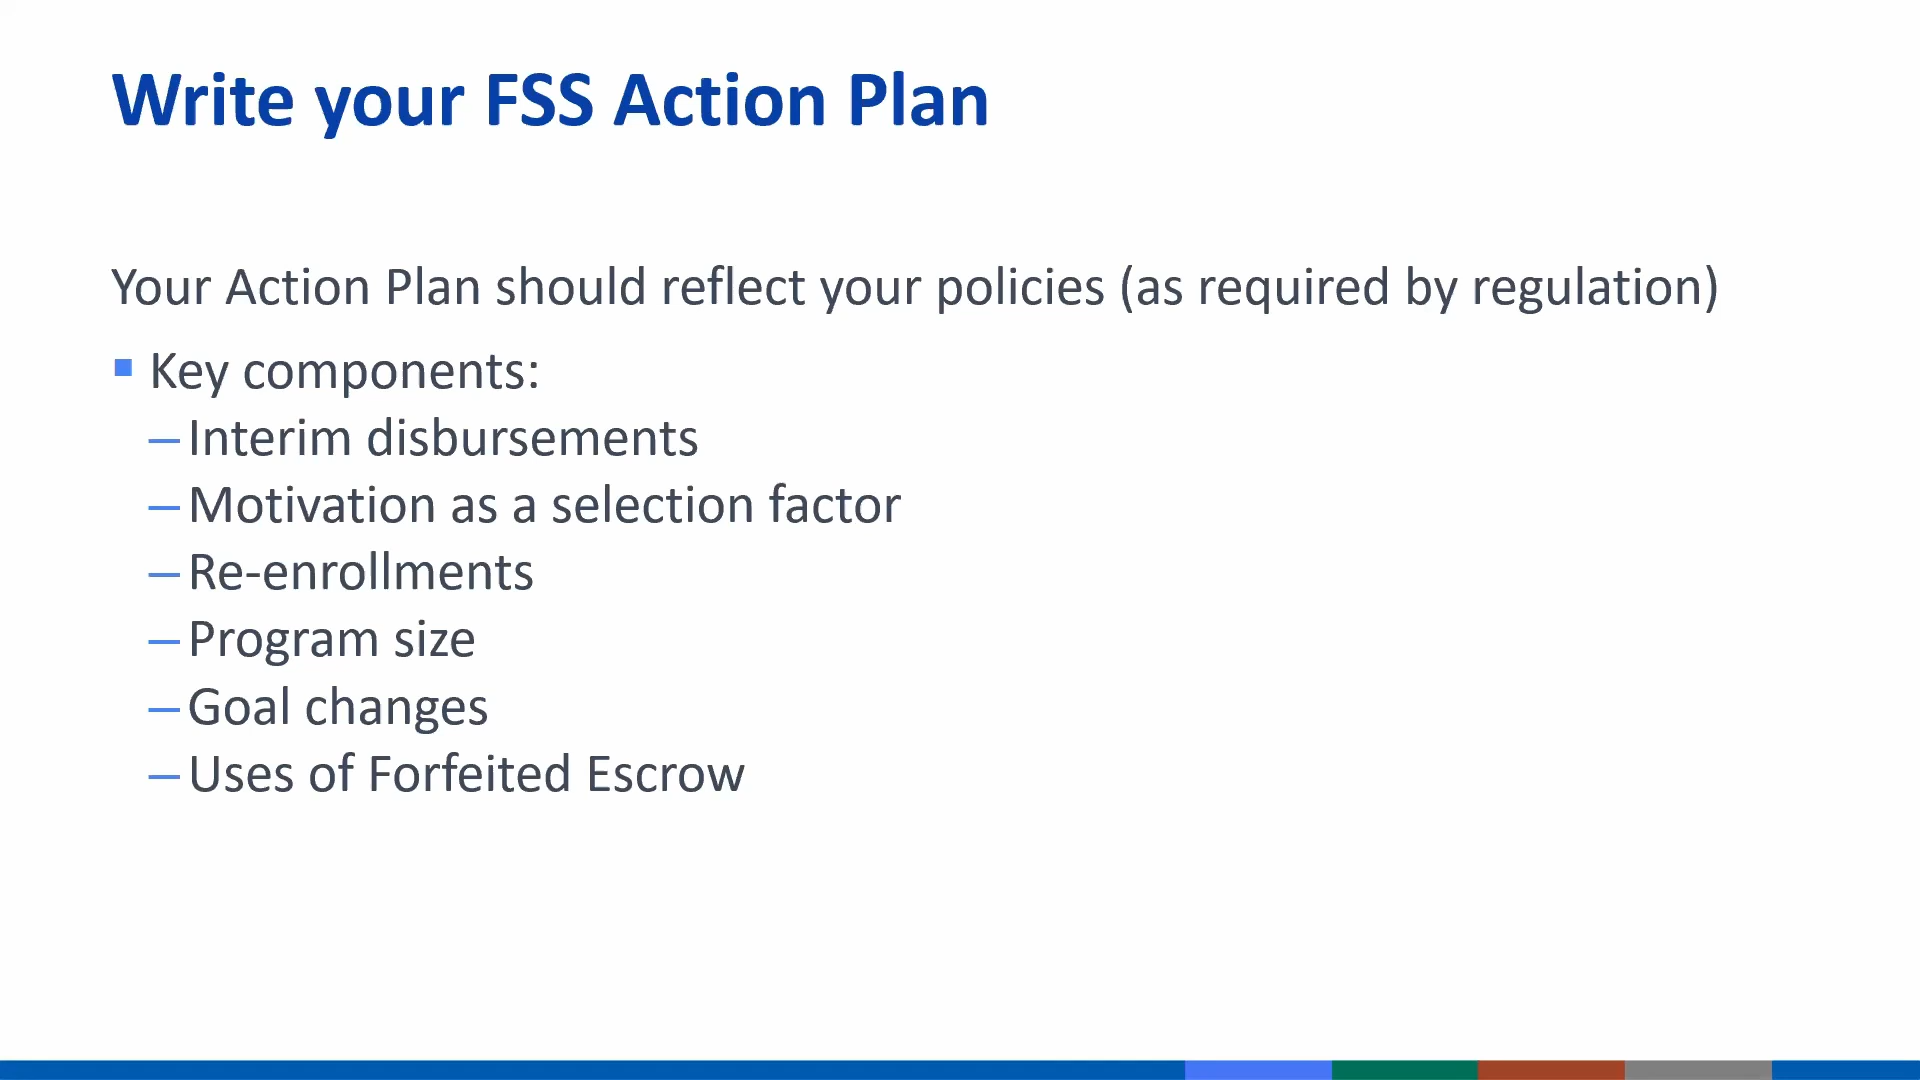 Write your FSS Action Plan
Your Action Plan should reflect your policies (as required by regulation)
▪ Key components:
– Interim disbursements
– Motivation as a selection factor
– Re-enrollments
– Program size
– Goal changes
– Uses of Forfeited Escrow